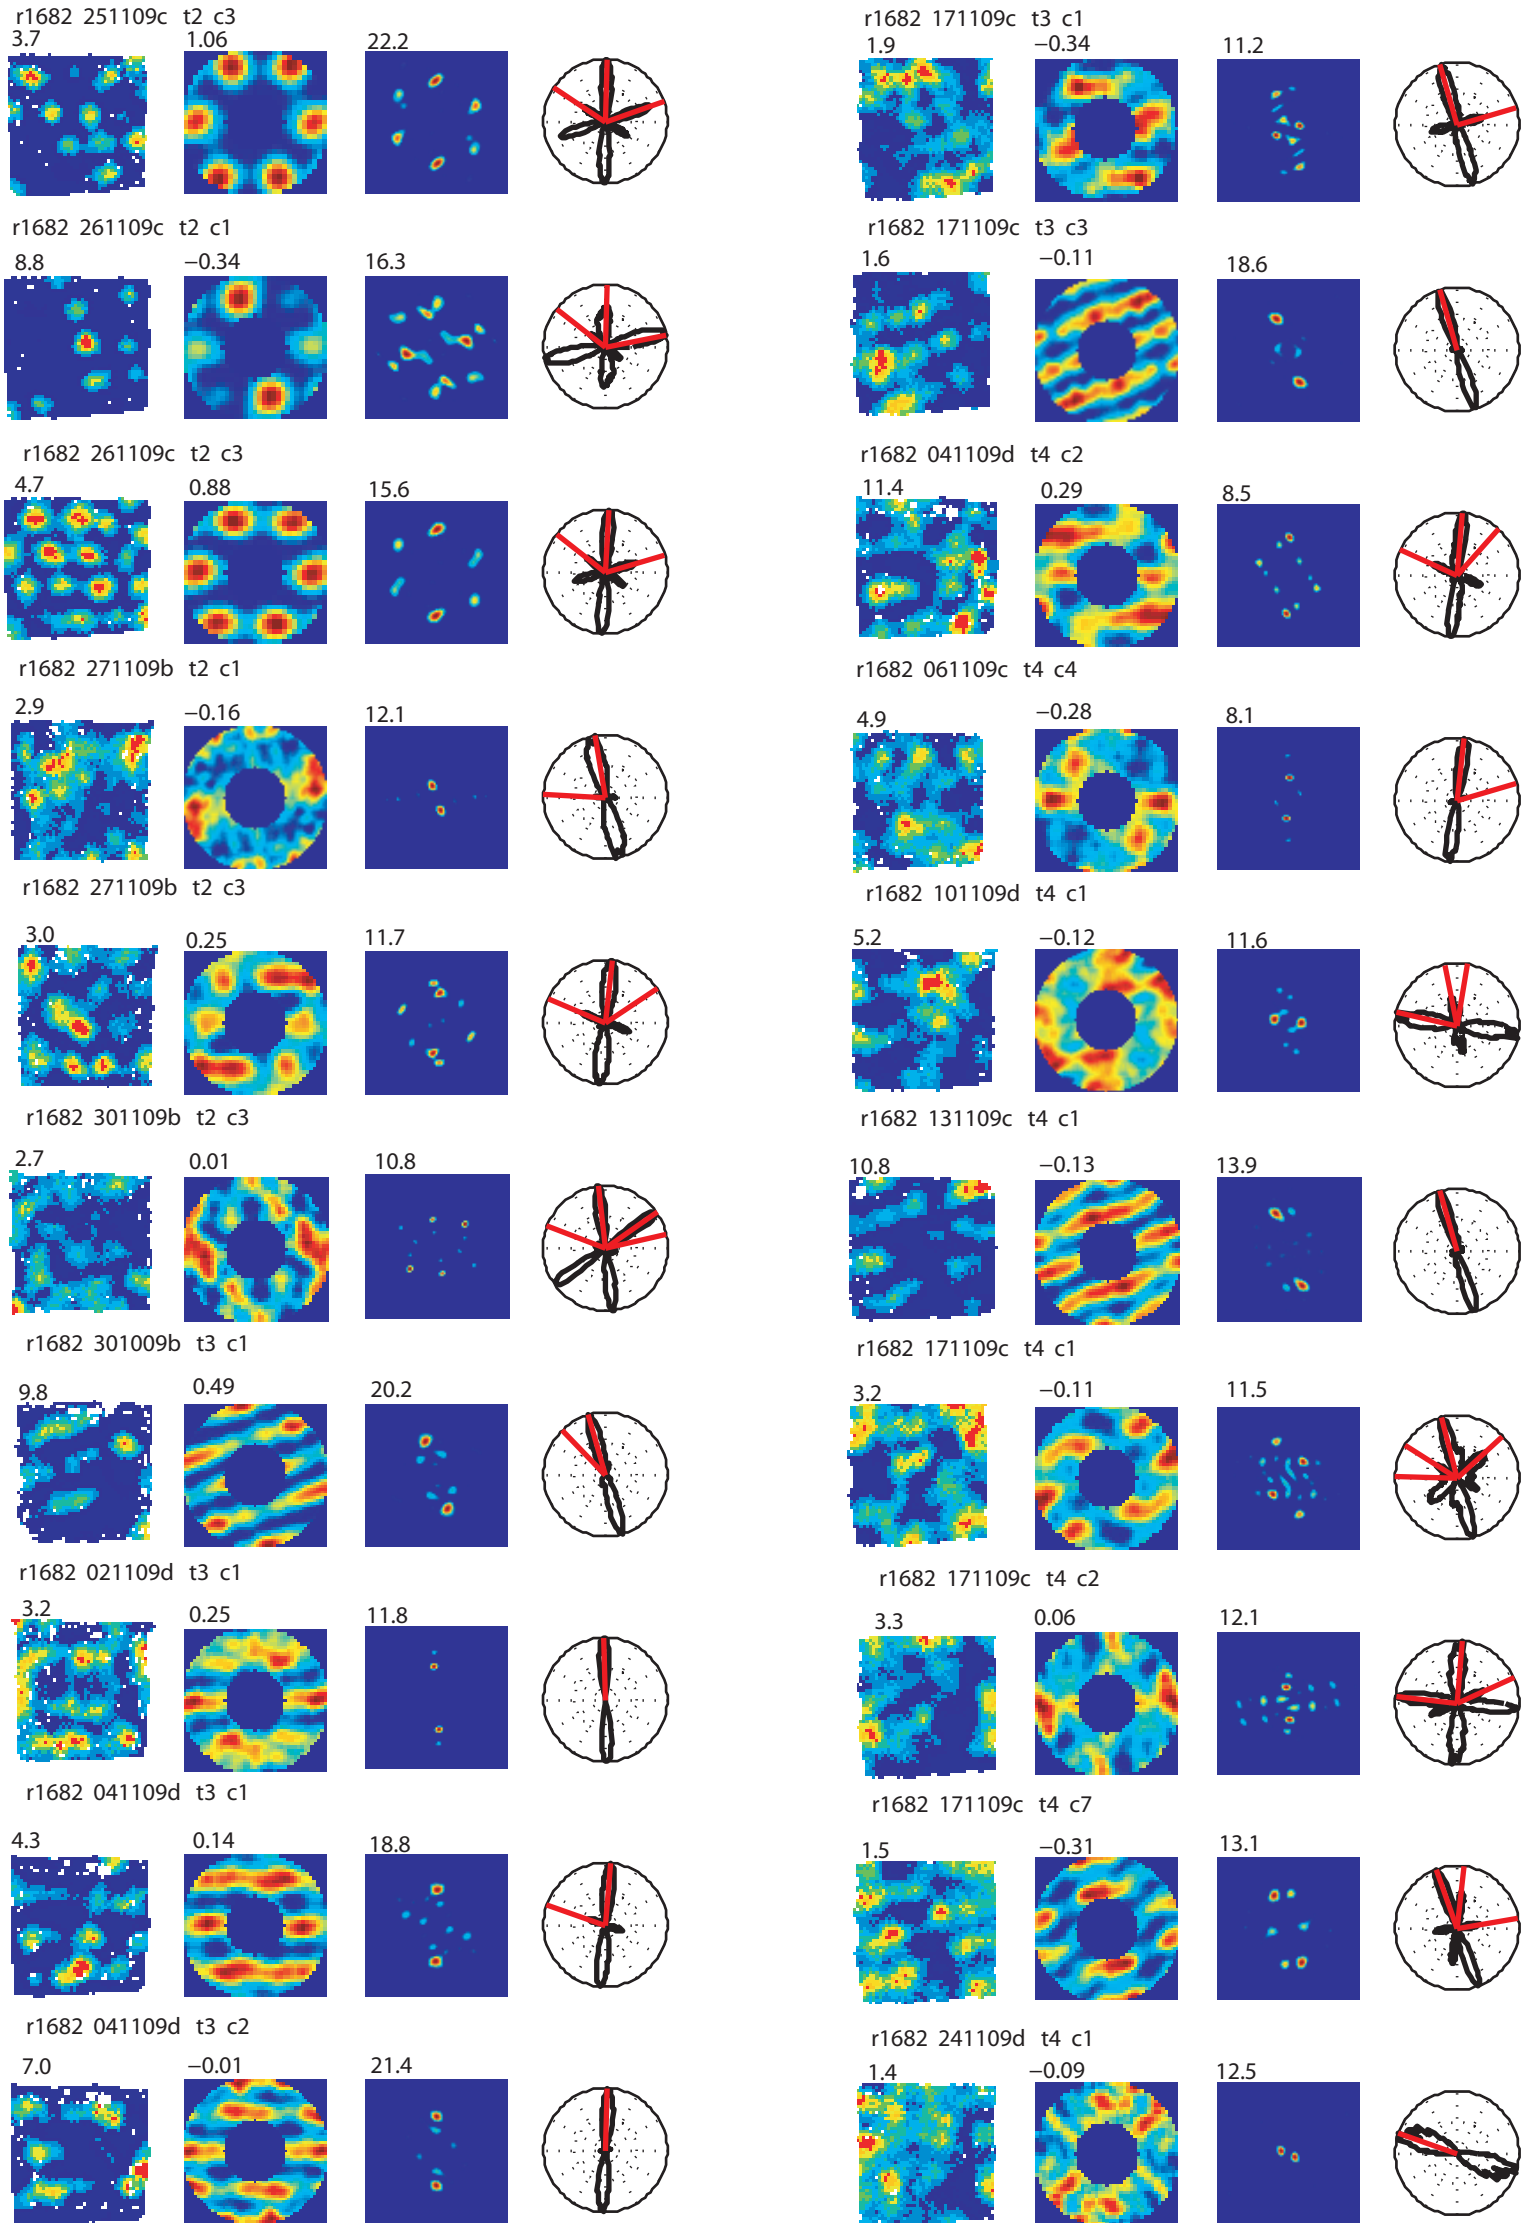 r1682 251109c t2 c3
3.7 1.06 22.2
r1682 261109c t2 c1
8.8 −0.34 16.3
r1682 261109c t2 c3
4.7 0.88 15.6
r1682 271109b t2 c1
2.9 −0.16 12.1
r1682 271109b t2 c3
3.0 0.25 11.7
r1682 301109b t2 c3
2.7 0.01 10.8
r1682 301009b t3 c1
9.8 0.49 20.2
r1682 021109d t3 c1
3.2 0.25 11.8
r1682 041109d t3 c1
4.3 0.14 18.8
r1682 041109d t3 c2
7.0 −0.01 21.4
r1682 171109c t3 c1
1.9 −0.34 11.2
r1682 171109c t3 c3
1.6 −0.11 18.6
r1682 041109d t4 c2
11.4 0.29 8.5
r1682 061109c t4 c4
4.9 −0.28 8.1
r1682 101109d t4 c1
5.2 −0.12 11.6
r1682 131109c t4 c1
10.8 −0.13 13.9
r1682 171109c t4 c1
3.2 −0.11 11.5
r1682 171109c t4 c2
3.3 0.06 12.1
r1682 171109c t4 c7
1.5 −0.31 13.1
r1682 241109d t4 c1
1.4 −0.09 12.5